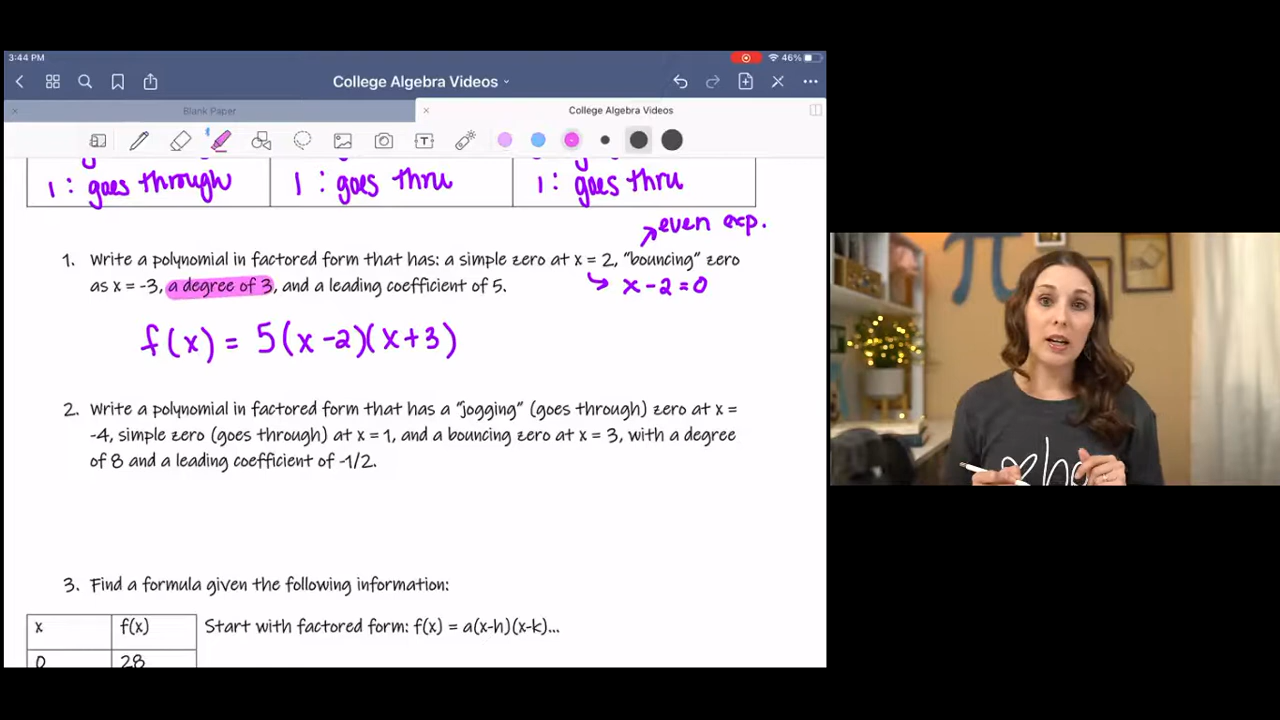 3:44 PM
46%
College Algebra Videos
Blank Paper
College Algebra Videos
1 : goes through
1 : goes thru
1 : goes thru
even exp.
1. Write a polynomial in factored form that has: a simple zero at x = 2, "bouncing" zero
as x = -3, a degree of 3, and a leading coefficient of 5.
x - 2 = 0
f(x) = 5(x-2)(x+3)
2. Write a polynomial in factored form that has a "jogging" (goes through) zero at x =
-4, simple zero (goes through) at x = 1, and a bouncing zero at x = 3, with a degree
of 8 and a leading coefficient of -1/2.
3. Find a formula given the following information:
x f(x) Start with factored form: f(x) = a(x-h)(x-k)...
0 28